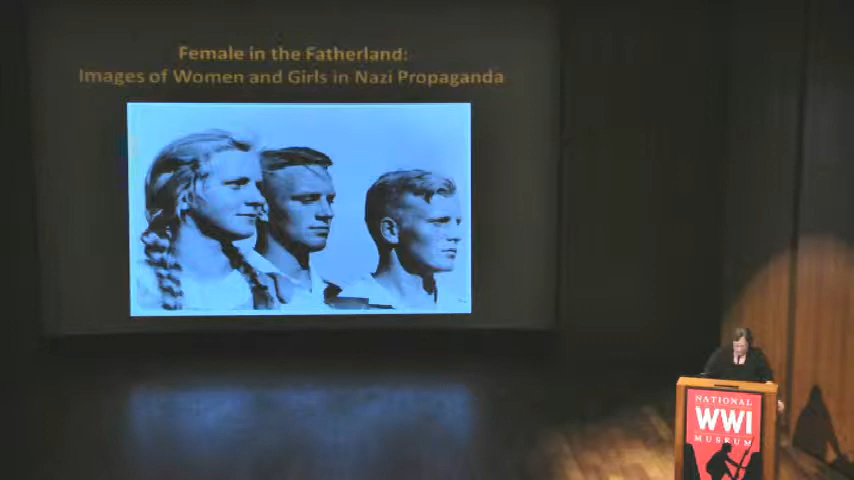 Female in the Fatherland:
Images of Women and Girls in Nazi Propaganda
NATIONAL
WWI
MUSEUM